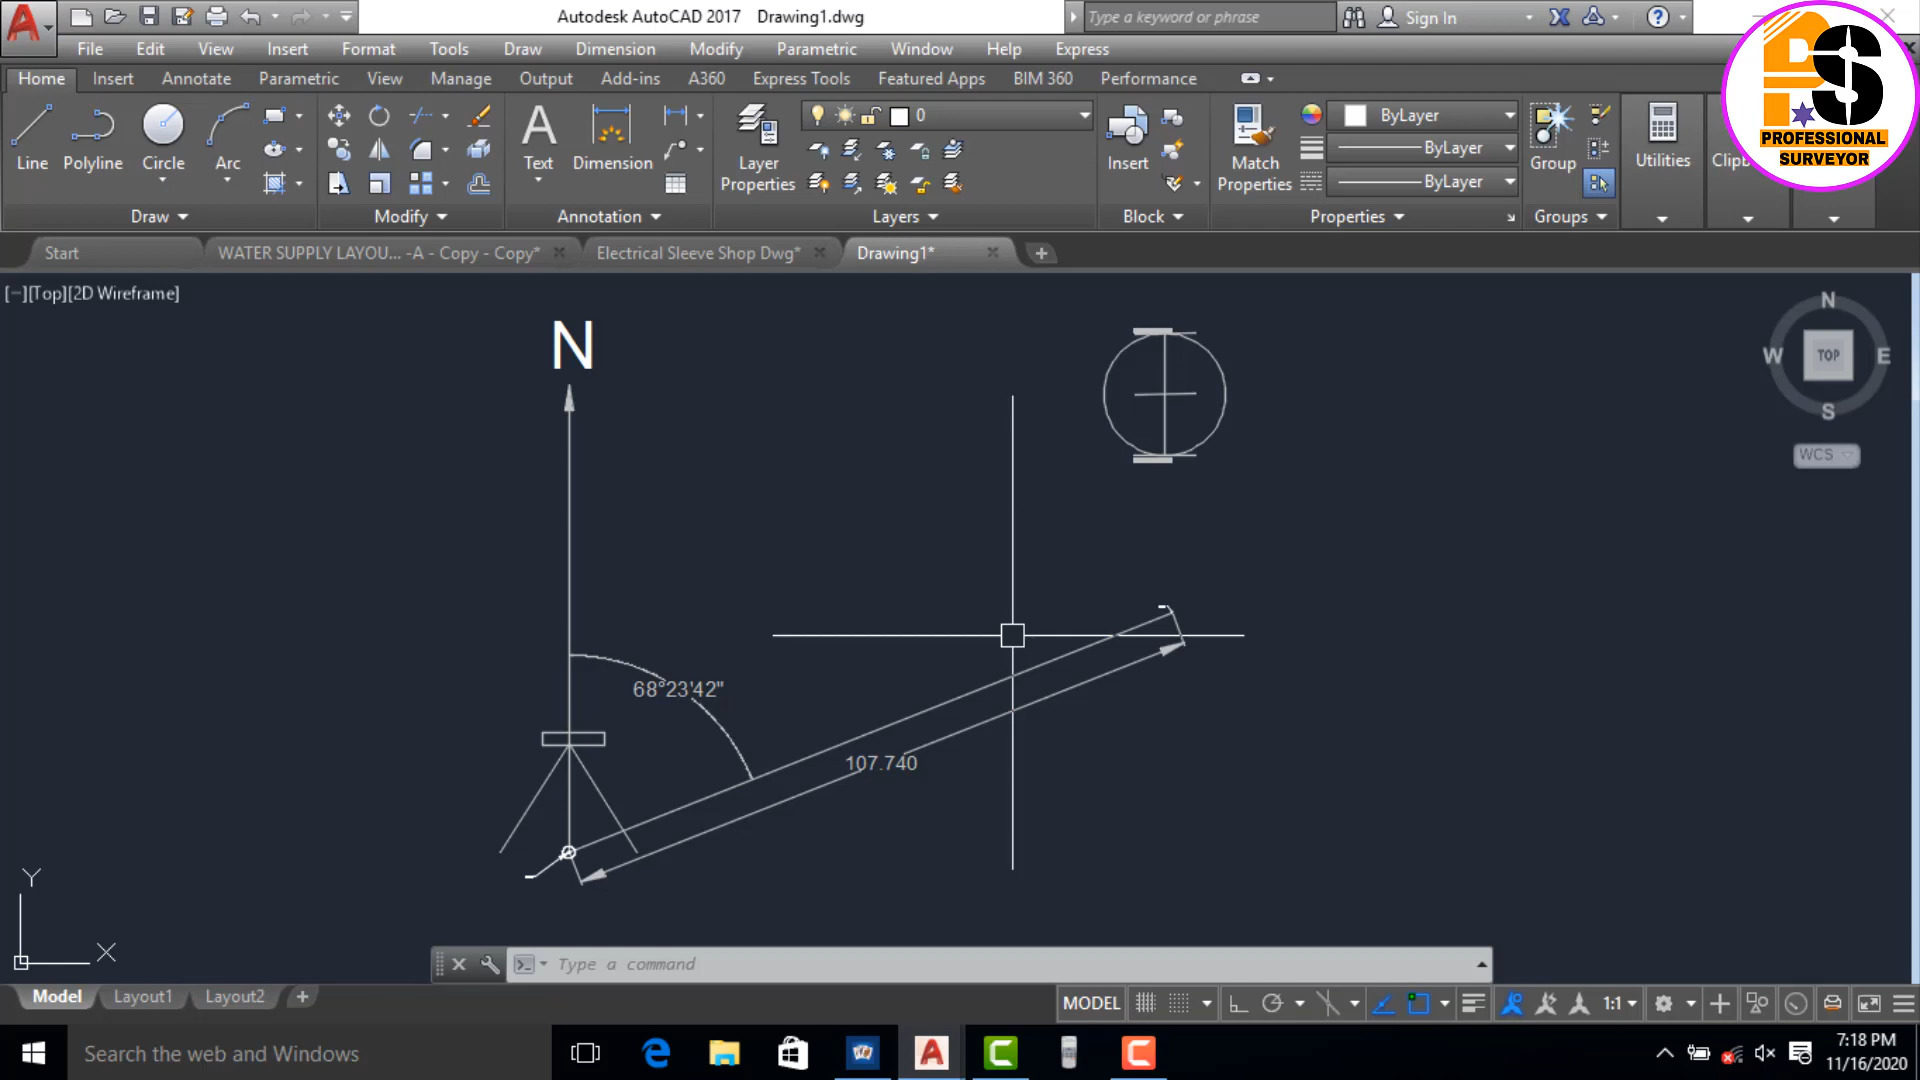 Autodesk AutoCAD 2017 Drawing1.dwg
Type a keyword or phrase
Sign In
File Edit View Insert Format Tools Draw Dimension Modify Parametric Window Help Express
Home Insert Annotate Parametric View Manage Output Add-ins A360 Express Tools Featured Apps BIM 360 Performance
PS
PROFESSIONAL
SURVEYOR
0
ByLayer
ByLayer
ByLayer
Line Polyline Circle Arc
Text Dimension
Layer
Properties
Insert
Match
Properties
Group
Utilities
Draw Modify Annotation Layers Block Properties Groups
Start
WATER SUPPLY LAYOU... -A - Copy - Copy*
Electrical Sleeve Shop Dwg*
Drawing1*
[−][Top][2D Wireframe]
N
N
W TOP E
S
WCS
68°23'42"
107.740
Y
X
Type a command
Model Layout1 Layout2
MODEL
1:1
Search the web and Windows
7:18 PM
11/16/2020